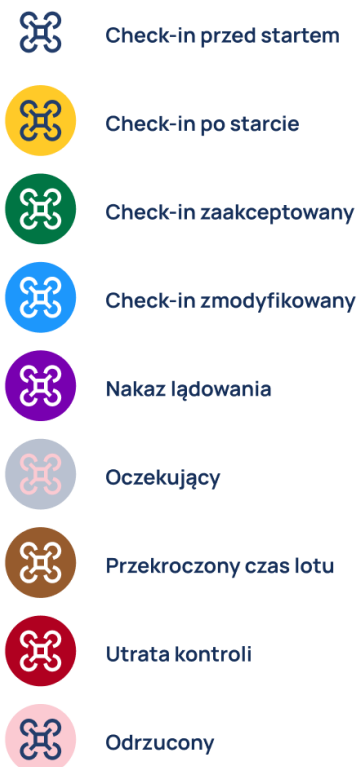 Check-in przed startem
Check-in po starcie
Check-in zaakceptowany
Check-in zmodyfikowany
Nakaz lądowania
Oczekujący
Przekroczony czas lotu
Utrata kontroli
Odrzucony